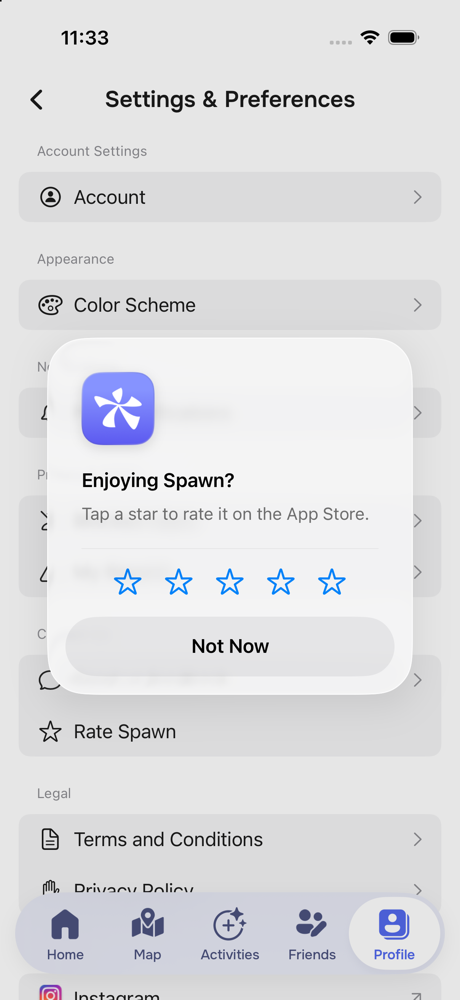 11:33
Settings & Preferences
Account Settings
Account
Appearance
Color Scheme
Enjoying Spawn?
Tap a star to rate it on the App Store.
Not Now
Rate Spawn
Legal
Terms and Conditions
Privacy Policy
Home
Map
Activities
Friends
Profile
Instagram